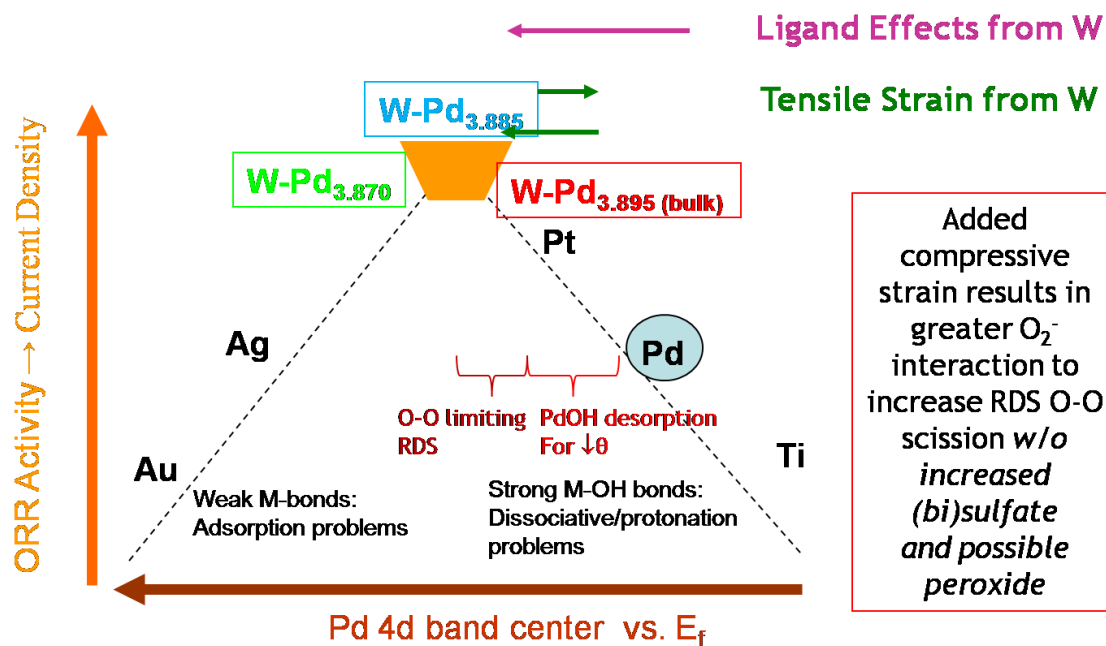 Ligand Effects from W
Tensile Strain from W
W-Pd3.885
W-Pd3.870
W-Pd3.895 (bulk)
Pt
Ag
Pd
Au
Ti
O-O limiting
RDS
PdOH desorption
For ↓θ
Weak M-bonds:
Adsorption problems
Strong M-OH bonds:
Dissociative/protonation
problems
ORR Activity → Current Density
Pd 4d band center vs. Ef
Added
compressive
strain results in
greater O2-
interaction to
increase RDS O-O
scission w/o
increased
(bi)sulfate
and possible
peroxide